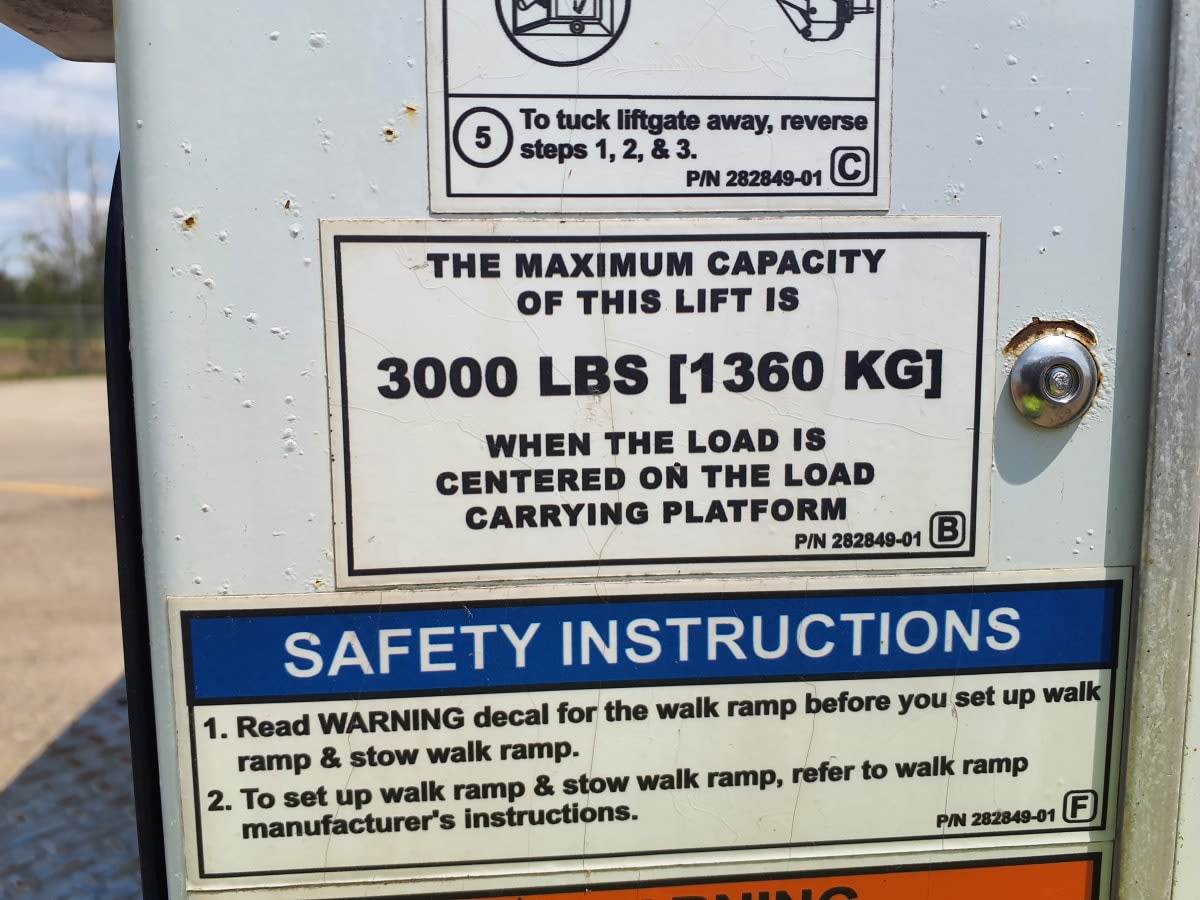 5
To tuck liftgate away, reverse
steps 1, 2, & 3.
P/N 282849-01 C
THE MAXIMUM CAPACITY
OF THIS LIFT IS
3000 LBS [1360 KG]
WHEN THE LOAD IS
CENTERED ON THE LOAD
CARRYING PLATFORM
P/N 282849-01 B
SAFETY INSTRUCTIONS
1. Read WARNING decal for the walk ramp before you set up walk
ramp & stow walk ramp.
2. To set up walk ramp & stow walk ramp, refer to walk ramp
manufacturer's instructions.
P/N 282849-01 F
WARNING